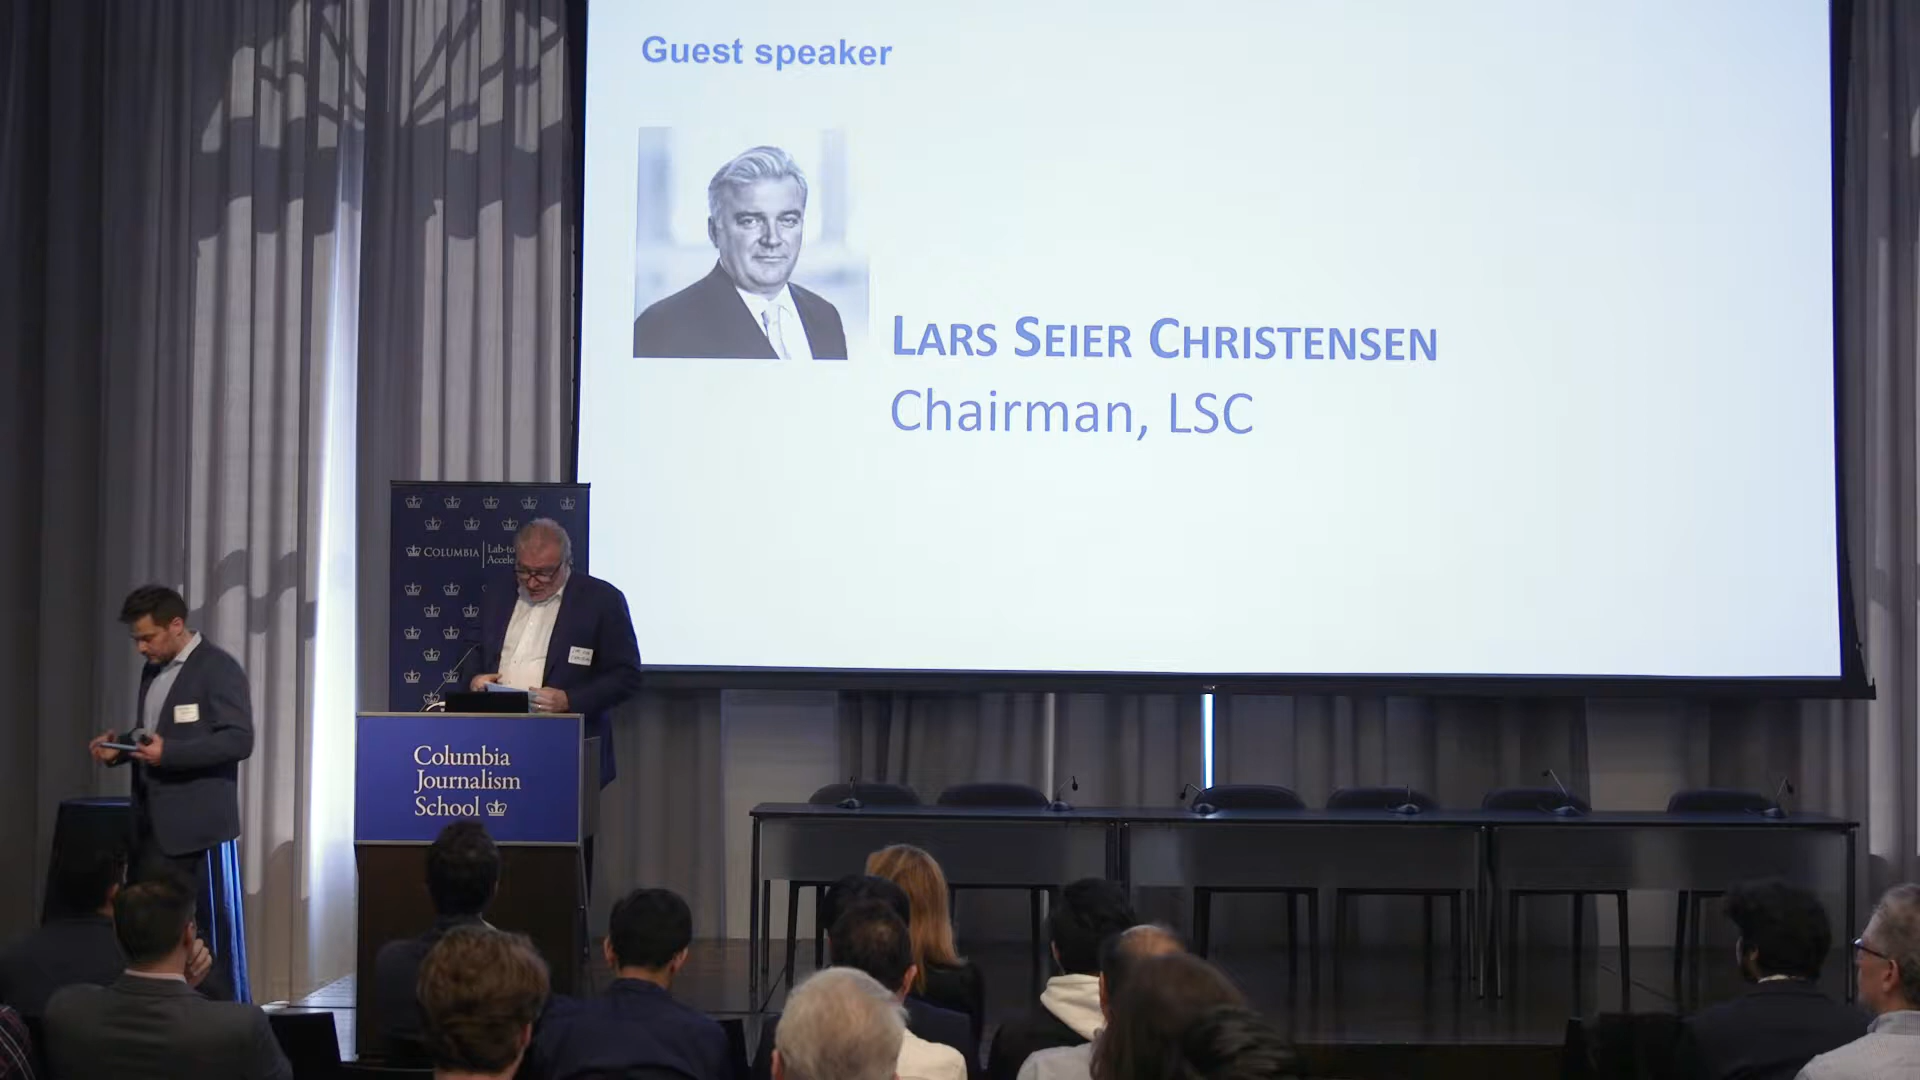 Guest speaker
LARS SEIER CHRISTENSEN
Chairman, LSC
COLUMBIA
Columbia
Journalism
School